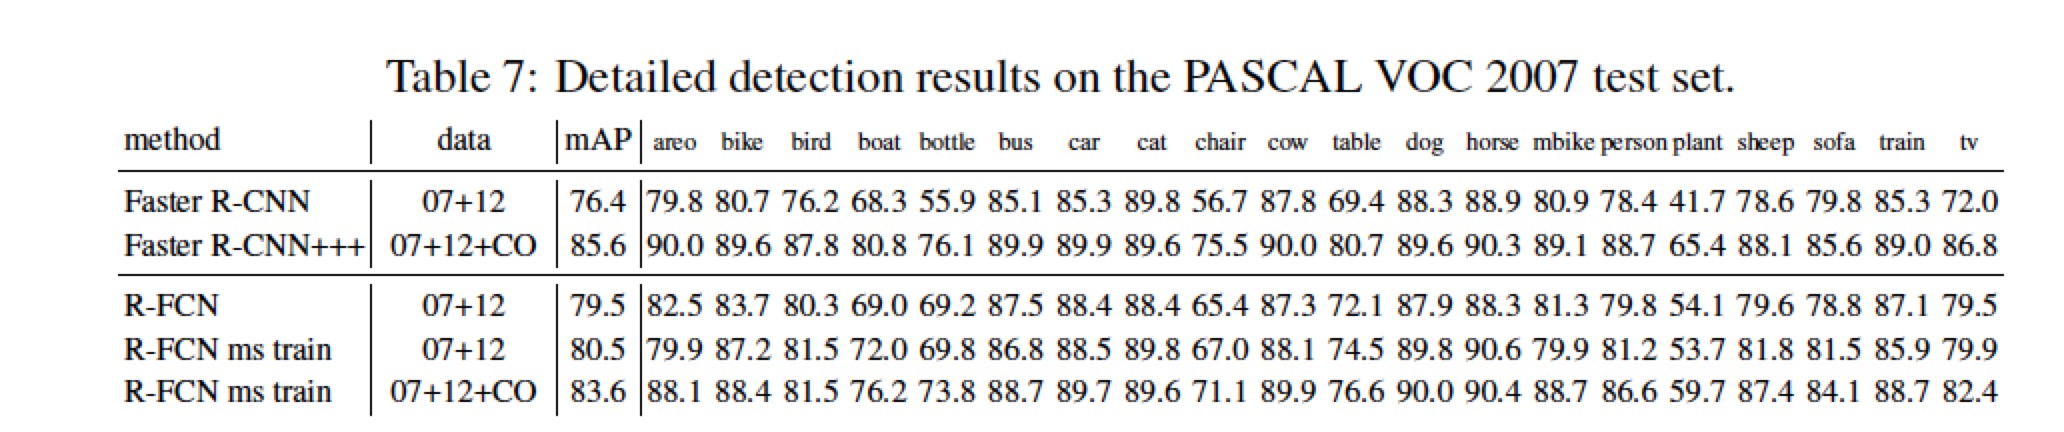 Table 7: Detailed detection results on the PASCAL VOC 2007 test set.
method data mAP areo bike bird boat bottle bus car cat chair cow table dog horse mbike person plant sheep sofa train tv
Faster R-CNN 07+12 76.4 79.8 80.7 76.2 68.3 55.9 85.1 85.3 89.8 56.7 87.8 69.4 88.3 88.9 80.9 78.4 41.7 78.6 79.8 85.3 72.0
Faster R-CNN+++ 07+12+CO 85.6 90.0 89.6 87.8 80.8 76.1 89.9 89.9 89.6 75.5 90.0 80.7 89.6 90.3 89.1 88.7 65.4 88.1 85.6 89.0 86.8
R-FCN 07+12 79.5 82.5 83.7 80.3 69.0 69.2 87.5 88.4 88.4 65.4 87.3 72.1 87.9 88.3 81.3 79.8 54.1 79.6 78.8 87.1 79.5
R-FCN ms train 07+12 80.5 79.9 87.2 81.5 72.0 69.8 86.8 88.5 89.8 67.0 88.1 74.5 89.8 90.6 79.9 81.2 53.7 81.8 81.5 85.9 79.9
R-FCN ms train 07+12+CO 83.6 88.1 88.4 81.5 76.2 73.8 88.7 89.7 89.6 71.1 89.9 76.6 90.0 90.4 88.7 86.6 59.7 87.4 84.1 88.7 82.4